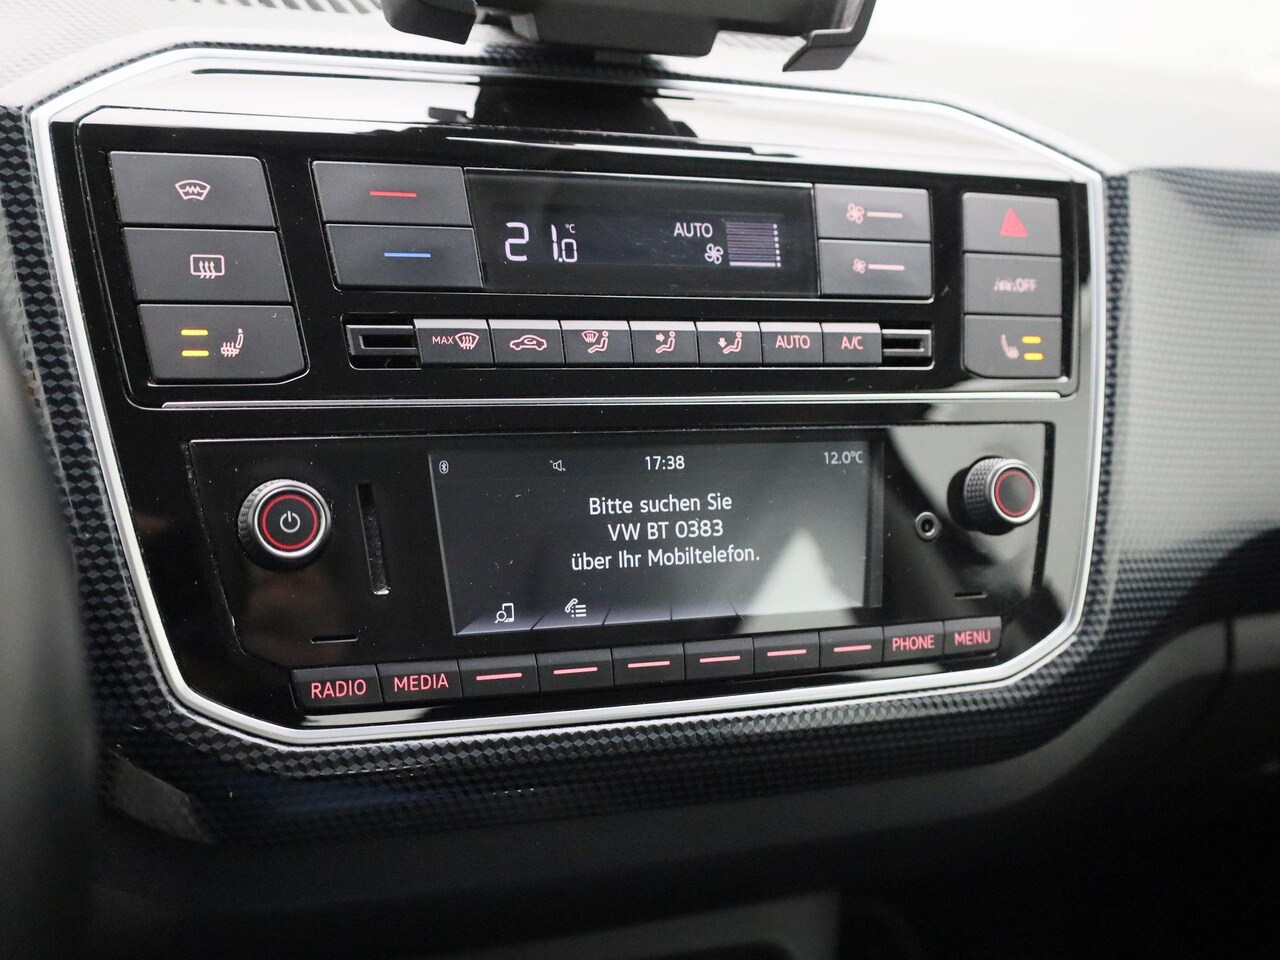 21.0 °C
AUTO
OFF
MAX
AUTO
A/C
17:38
12.0°C
Bitte suchen Sie
VW BT 0383
über Ihr Mobiltelefon.
RADIO
MEDIA
PHONE
MENU